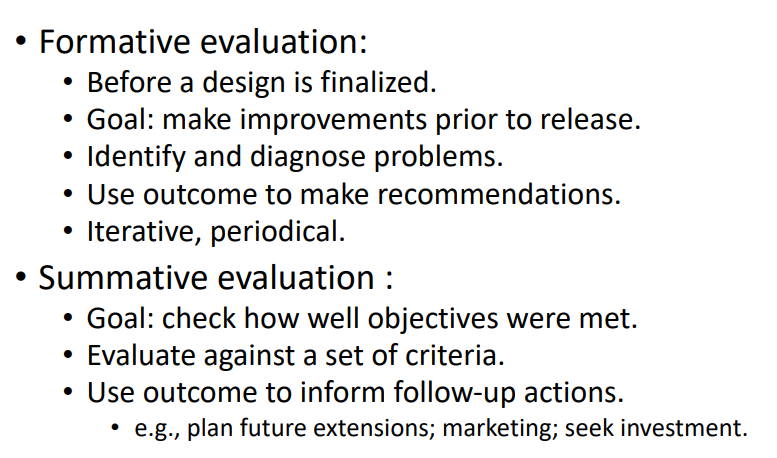 • Formative evaluation:
• Before a design is finalized.
• Goal: make improvements prior to release.
• Identify and diagnose problems.
• Use outcome to make recommendations.
• Iterative, periodical.
• Summative evaluation :
• Goal: check how well objectives were met.
• Evaluate against a set of criteria.
• Use outcome to inform follow-up actions.
• e.g., plan future extensions; marketing; seek investment.